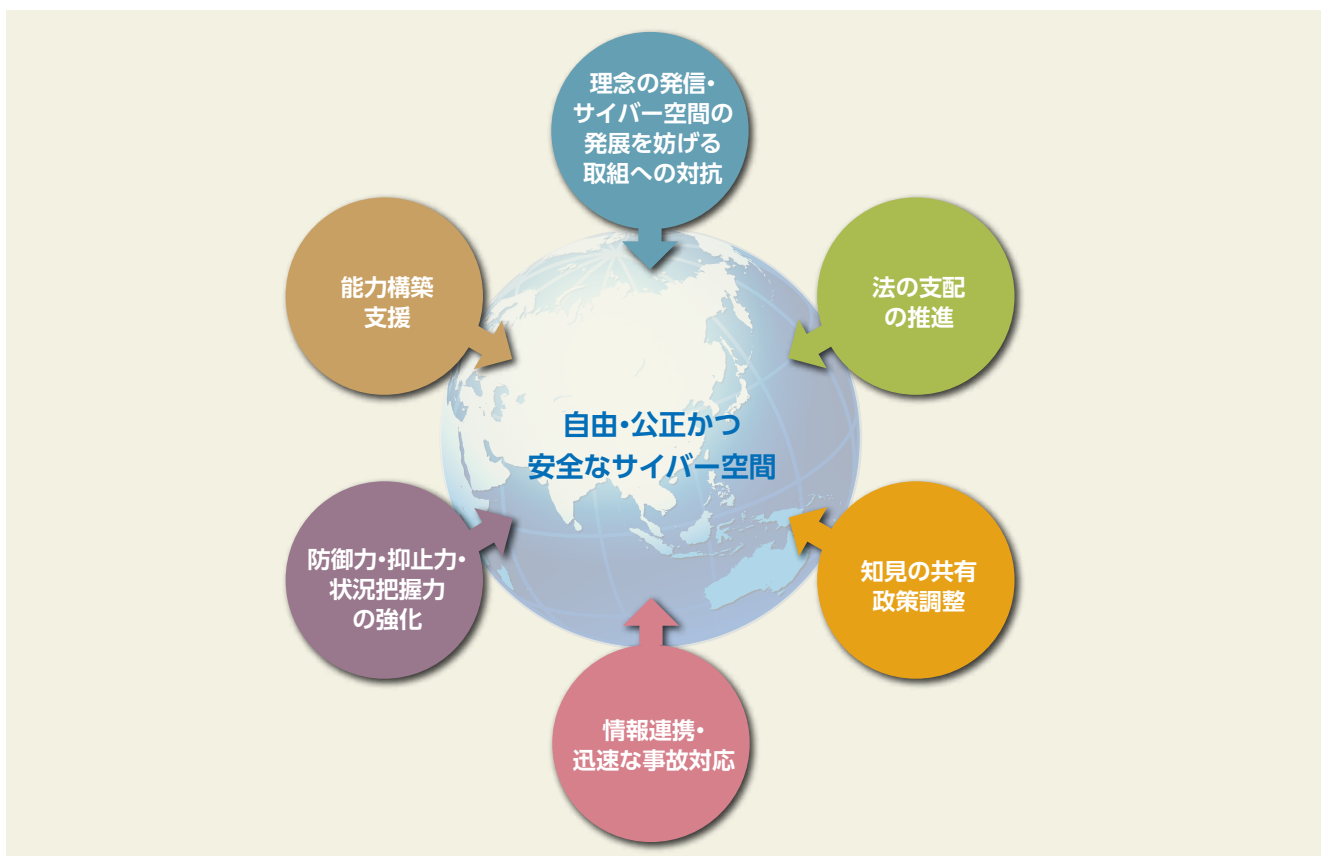 理念の発信・
サイバー空間の
発展を妨げる
取組への対抗
能力構築
支援
法の支配
の推進
自由・公正かつ
安全なサイバー空間
防御力・抑止力・
状況把握力
の強化
知見の共有
政策調整
情報連携・
迅速な事故対応